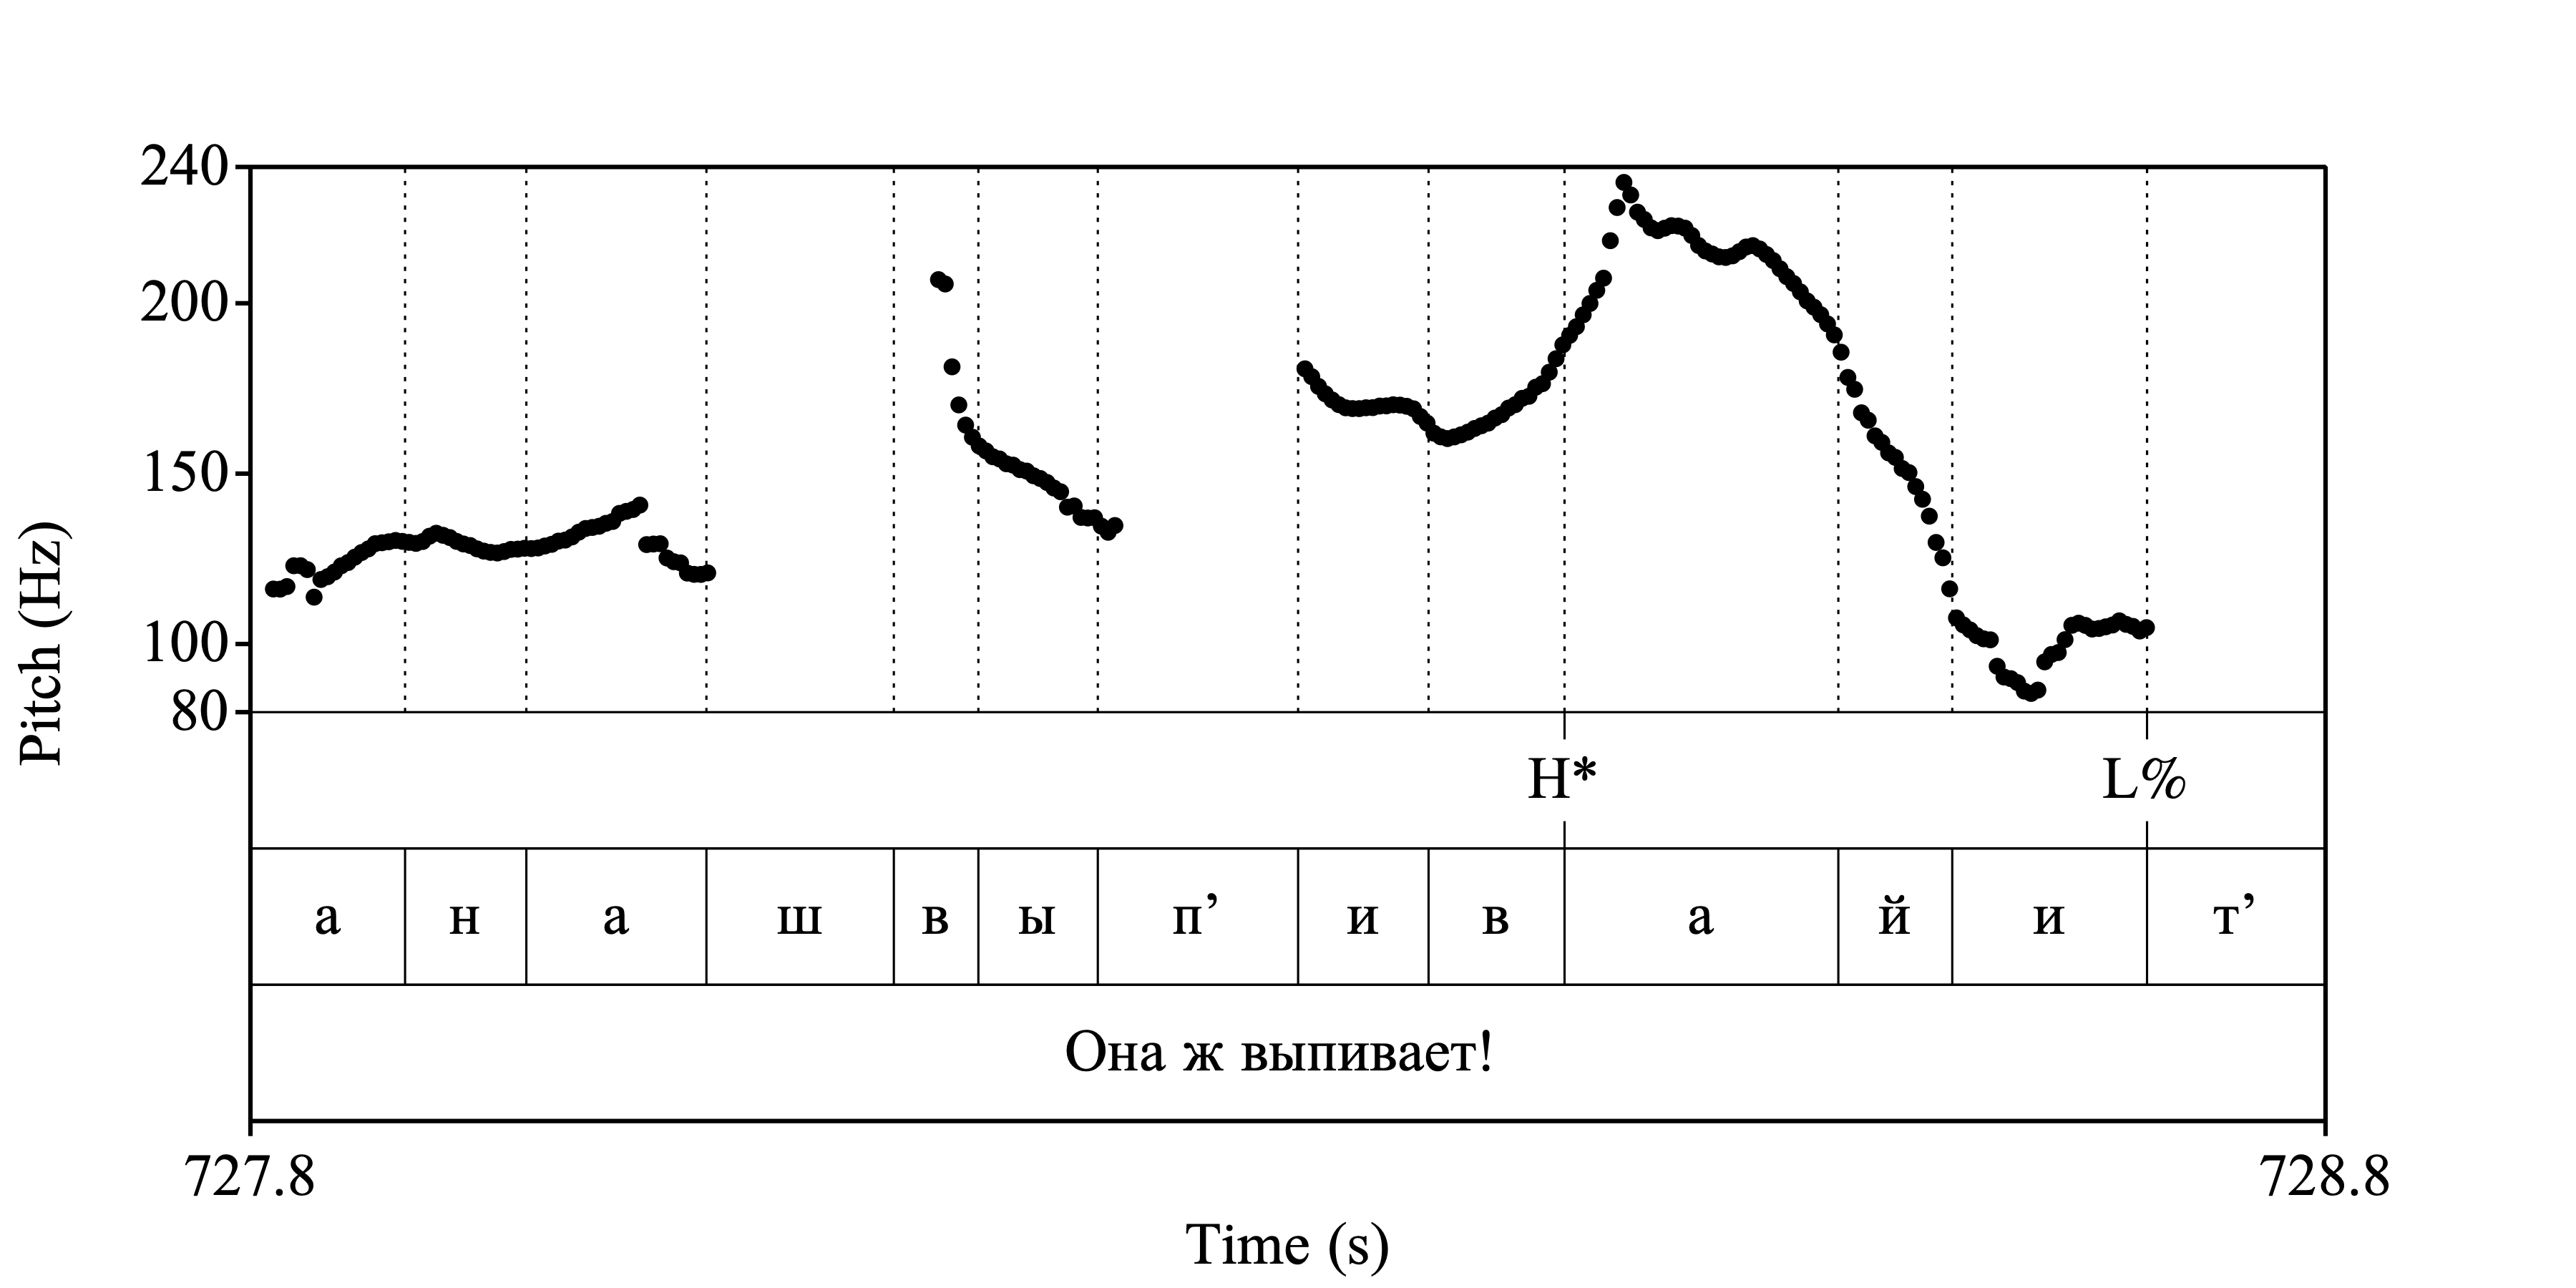 240
200
150
100
80
Pitch (Hz)
H* L%
а н а ш в ы п’ и в а й и т’
Она ж выпивает!
727.8 728.8
Time (s)